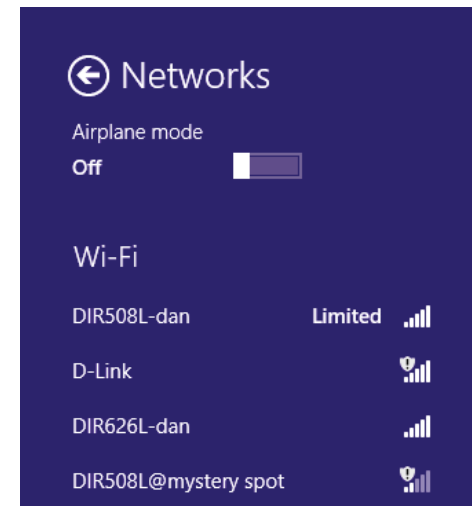 Networks
Airplane mode
Off
Wi-Fi
DIR508L-dan Limited
D-Link
DIR626L-dan
DIR508L@mystery spot